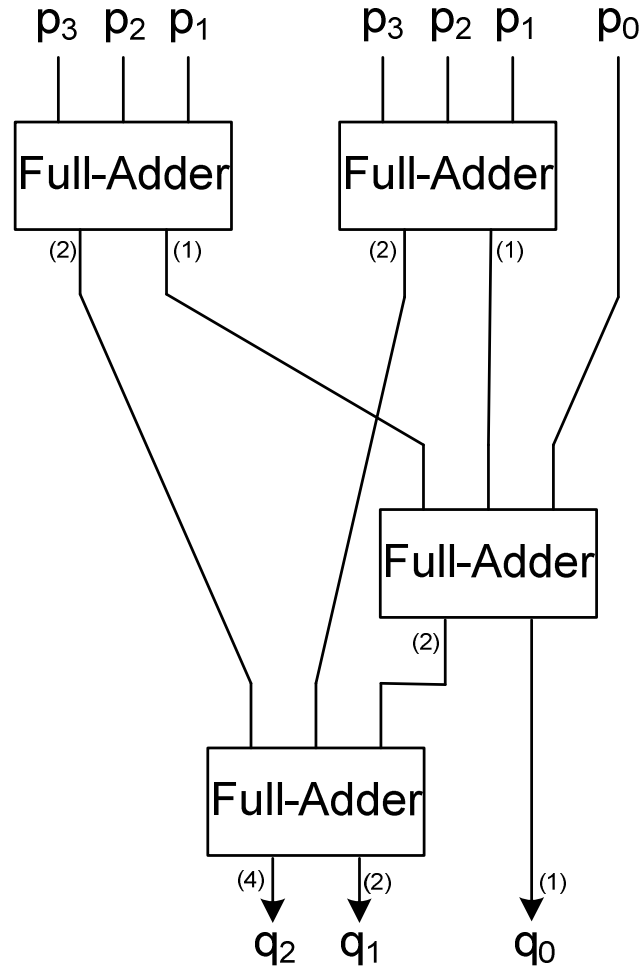 p₃ p₂ p₁ p₃ p₂ p₁ p₀
Full-Adder Full-Adder
(2) (1) (2) (1)
Full-Adder
(2)
Full-Adder
(4) (2) (1)
q₂ q₁ q₀